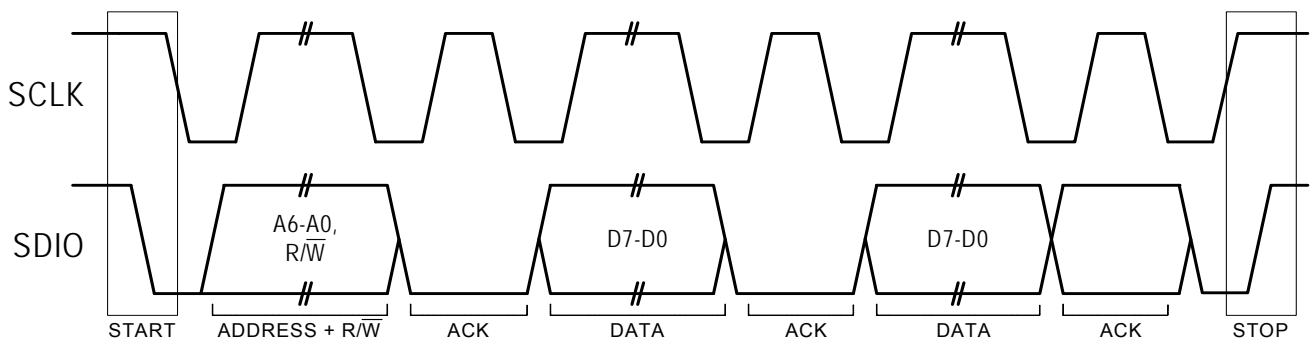 SCLK
SDIO
A6-A0,
R/W̅
D7-D0
D7-D0
START
ADDRESS + R/W̅
ACK
DATA
ACK
DATA
ACK
STOP